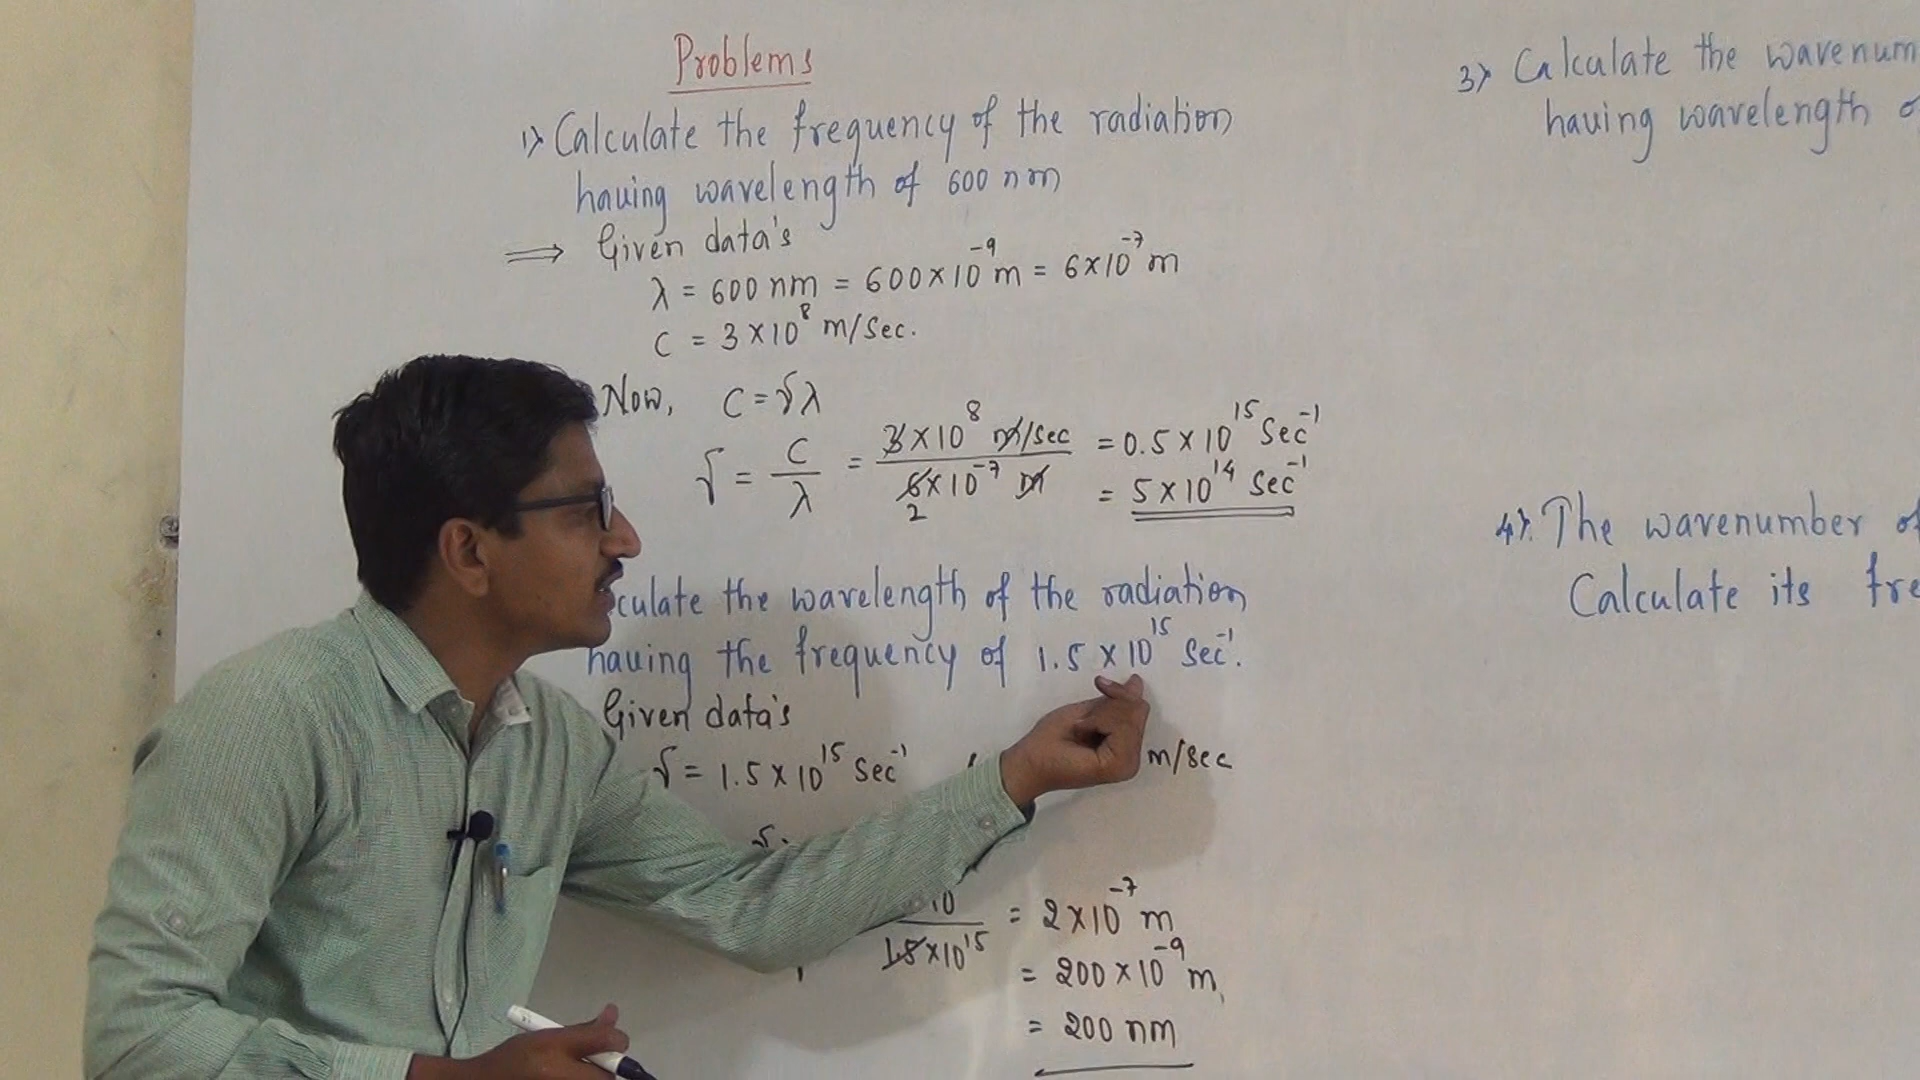 Problems
1) Calculate the frequency of the radiation
having wavelength of 600 nm
⟹ Given data's
λ = 600 nm = 600×10⁻⁹ m = 6×10⁻⁷ m
C = 3×10⁸ m/Sec.
Now, C = νλ
ν = C/λ = 3×10⁸ m/sec / 6×10⁻⁷ m = 0.5×10¹⁵ Sec⁻¹
2
= 5×10¹⁴ Sec⁻¹
culate the wavelength of the radiation
having the frequency of 1.5×10¹⁵ Sec⁻¹.
Given data's
ν = 1.5×10¹⁵ Sec⁻¹ m/sec
10 / 1.5×10¹⁵ = 2×10⁻⁷ m
= 200×10⁻⁹ m
= 200 nm
3) Calculate the wavenum
having wavelength
4) The wavenumber of
Calculate its fre